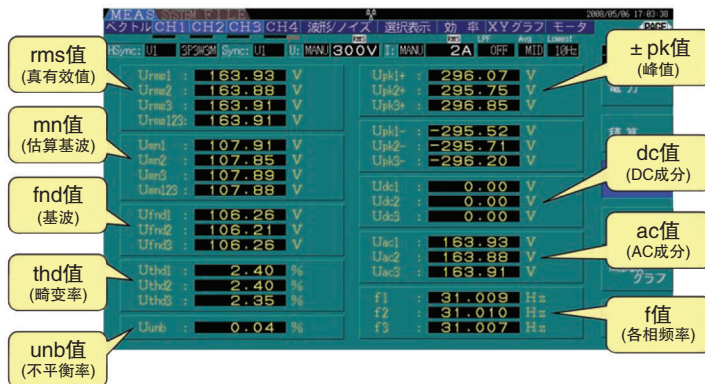 MEAS SYSTEM FILE
2008/05/06 17:03:38
ベクトル CH1 CH2 CH3 CH4 波形/ノイズ 選択表示 効 率 XYグラフ モータ
PAGE
RMS RMS LPF Avg Lowest
HSync: U1 3P3W3M Sync: U1 U: MANU 300V I: MANU 2A OFF MID 10Hz
rms值
(真有效值)
Urms1 : 163.93 V
Urms2 : 163.88 V
Urms3 : 163.91 V
Urms123: 163.91 V
mn值
(估算基波)
Umn1 : 107.91 V
Umn2 : 107.85 V
Umn3 : 107.89 V
Umn123 : 107.88 V
fnd值
(基波)
Ufnd1 : 106.26 V
Ufnd2 : 106.21 V
Ufnd3 : 106.26 V
thd值
(畸变率)
Uthd1 : 2.40 %
Uthd2 : 2.40 %
Uthd3 : 2.35 %
unb值
(不平衡率)
Uunb : 0.04 %
± pk值
(峰值)
Upk1+ : 296.07 V
Upk2+ : 295.75 V
Upk3+ : 296.85 V
Upk1- : -295.52 V
Upk2- : -295.71 V
Upk3- : -296.20 V
dc值
(DC成分)
Udc1 : 0.00 V
Udc2 : 0.00 V
Udc3 : 0.00 V
ac值
(AC成分)
Uac1 : 163.93 V
Uac2 : 163.88 V
Uac3 : 163.91 V
f值
(各相频率)
f1 : 31.009 Hz
f2 : 31.010 Hz
f3 : 31.007 Hz
電力
積算
グラフ